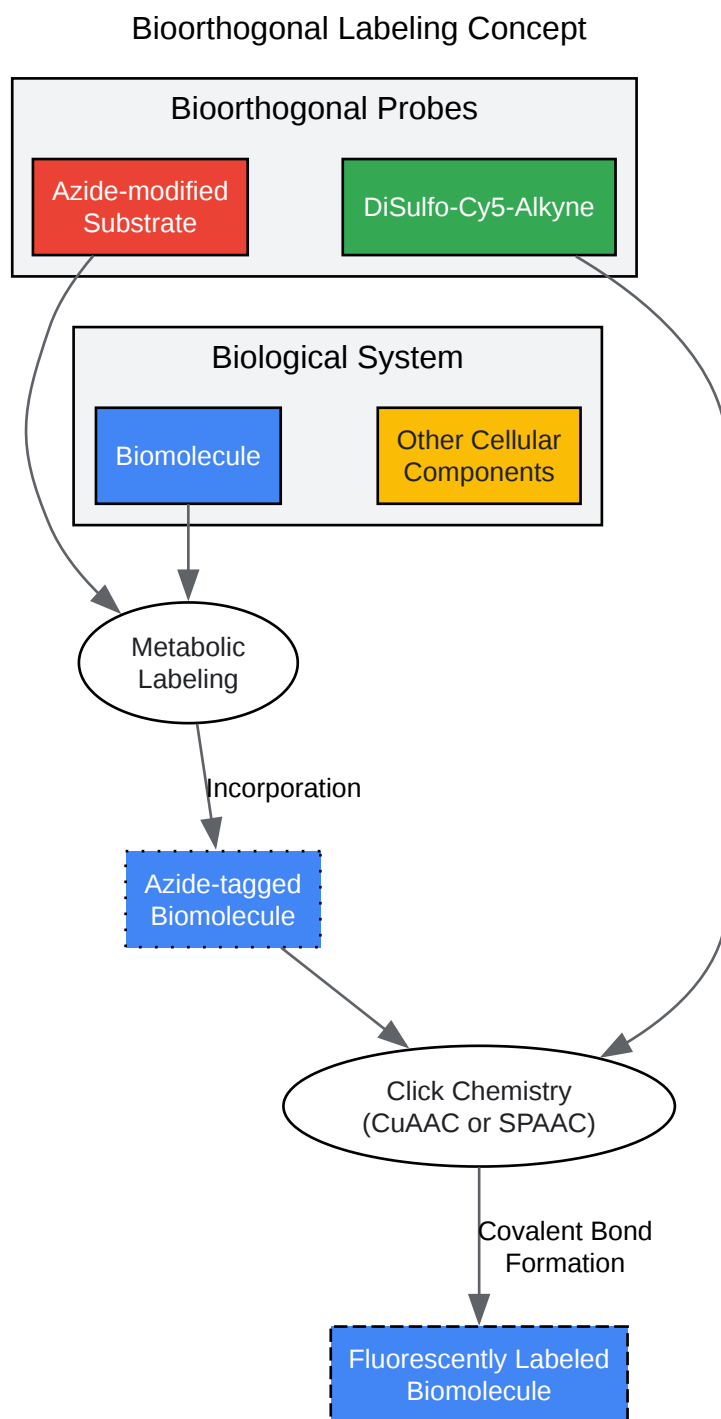 Bioorthogonal Labeling Concept
Bioorthogonal Probes
Azide-modified
Substrate
DiSulfo-Cy5-Alkyne
Biological System
Biomolecule
Other Cellular
Components
Metabolic
Labeling
Incorporation
Azide-tagged
Biomolecule
Click Chemistry
(CuAAC or SPAAC)
Covalent Bond
Formation
Fluorescently Labeled
Biomolecule